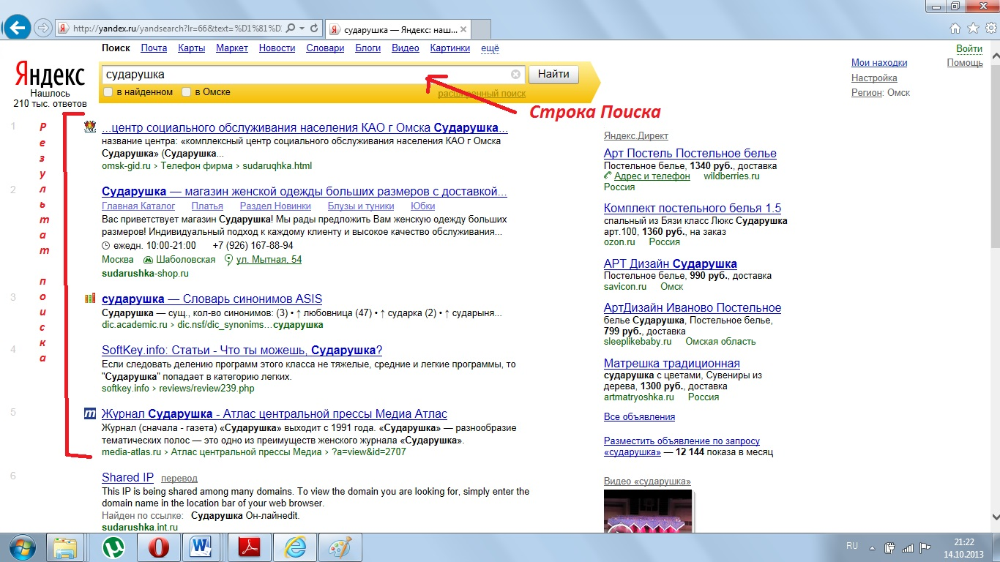 http://yandex.ru/yandsearch?lr=66&text=%D1%81%D
сударушка — Яндекс: наш...
Поиск Почта Карты Маркет Новости Словари Блоги Видео Картинки ещё
Войти
Мои находки Помощь
Настройка
Регион: Омск
Яндекс
Нашлось
210 тыс. ответов
сударушка
Найти
в найденном в Омске расширенный поиск
Строка Поиска
Результат поиска
1
...центр социального обслуживания населения КАО г Омска Сударушка...
название центра: «комплексный центр социального обслуживания населения КАО г Омска
Сударушка» (Сударушка...
omsk-gid.ru › Телефон фирма › sudaruqhka.html
2
Сударушка — магазин женской одежды больших размеров с доставкой...
Главная Каталог Платья Раздел Новинки Блузы и туники Юбки
Вас приветствует магазин Сударушка! Мы рады предложить Вам женскую одежду больших
размеров! Индивидуальный подход к каждому клиенту и высокое качество обслуживания...
ежедн. 10:00-21:00 +7 (926) 167-88-94
Москва Шаболовская ул. Мытная, 54
sudarushka-shop.ru
3
сударушка — Словарь синонимов ASIS
Сударушка — сущ., кол-во синонимов: (3) • ↑ любовница (47) • ↑ сударка (2) • ↑ сударыня...
dic.academic.ru › dic.nsf/dic_synonims...сударушка
4
SoftKey.info: Статьи - Что ты можешь, Сударушка?
Если следовать делению программ этого класса не тяжелые, средние и легкие программы, то
"Сударушка" попадает в категорию легких.
softkey.info › reviews/review239.php
5
Журнал Сударушка - Атлас центральной прессы Медиа Атлас
Журнал (сначала - газета) «Сударушка» выходит с 1991 года. «Сударушка» — разнообразие
тематических полос — это одно из преимуществ женского журнала «Сударушка».
media-atlas.ru › Атлас центральной прессы Медиа › ?a=view&id=2707
6
Shared IP перевод
This IP is being shared among many domains. To view the domain you are looking for, simply enter the
domain name in the location bar of your web browser.
Найден по ссылке: Сударушка Он-лайнedit.
sudarushka.int.ru
Яндекс.Директ
Арт Постель Постельное белье
Постельное белье, 1340 руб., доставка
Адрес и телефон wildberries.ru
Россия
Комплект постельного белья 1.5
спальный из Бязи класс Люкс Сударушка
арт.100, 1360 руб., на заказ
ozon.ru Россия
АРТ Дизайн Сударушка
Постельное белье, 990 руб., доставка
savicon.ru Омск
АртДизайн Иваново Постельное
белье Сударушка, Постельное белье,
799 руб., доставка
sleeplikebaby.ru Омская область
Матрешка традиционная
сударушка с цветами, Сувениры из
дерева, 1300 руб., доставка
artmatryoshka.ru Россия
Все объявления
Разместить объявление по запросу
«сударушка» — 12 144 показа в месяц
Видео «сударушка»
RU
21:22
14.10.2013